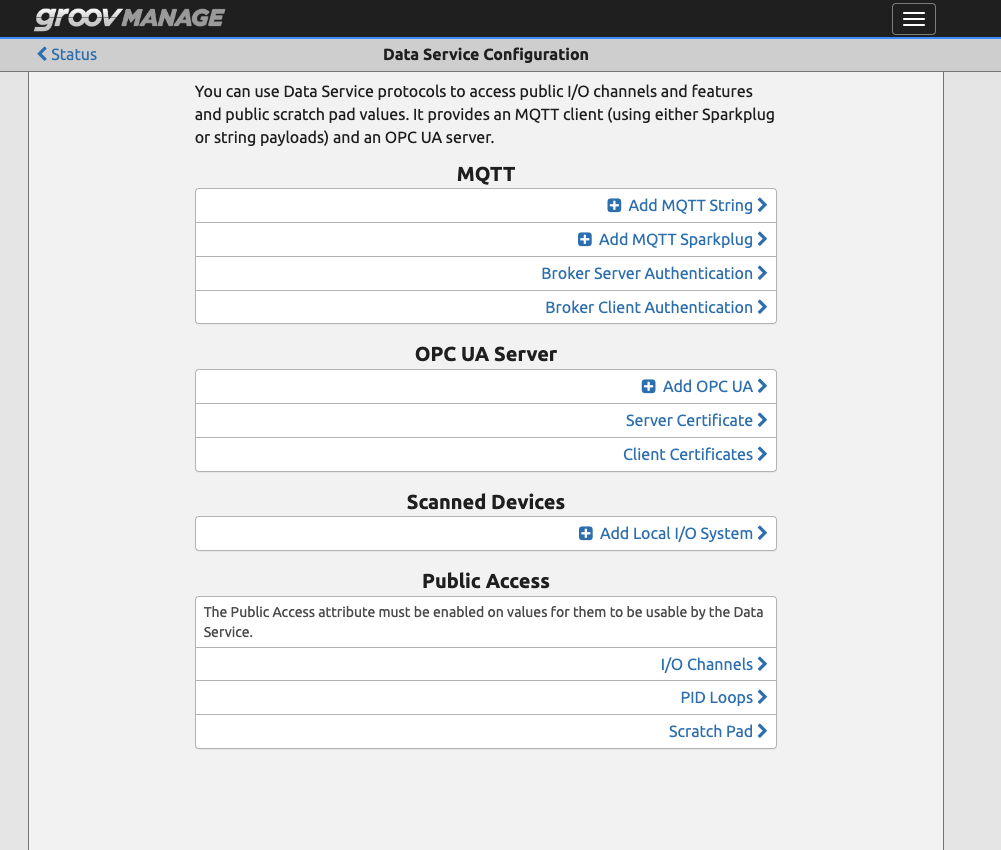 groov MANAGE
Status
Data Service Configuration
You can use Data Service protocols to access public I/O channels and features
and public scratch pad values. It provides an MQTT client (using either Sparkplug
or string payloads) and an OPC UA server.
MQTT
Add MQTT String
Add MQTT Sparkplug
Broker Server Authentication
Broker Client Authentication
OPC UA Server
Add OPC UA
Server Certificate
Client Certificates
Scanned Devices
Add Local I/O System
Public Access
The Public Access attribute must be enabled on values for them to be usable by the Data
Service.
I/O Channels
PID Loops
Scratch Pad